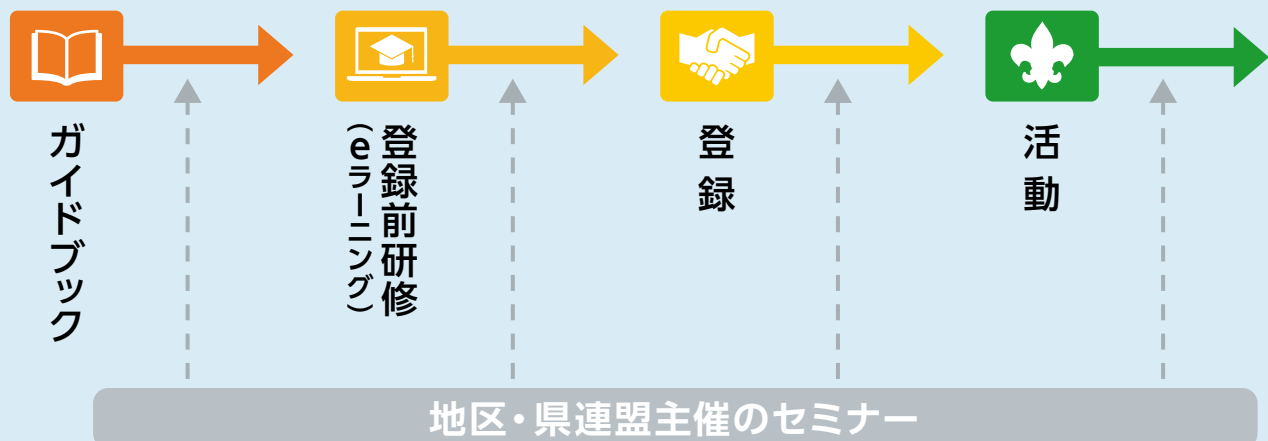 ガイドブック
登録前研修
(eラーニング)
登録
活動
地区・県連盟主催のセミナー